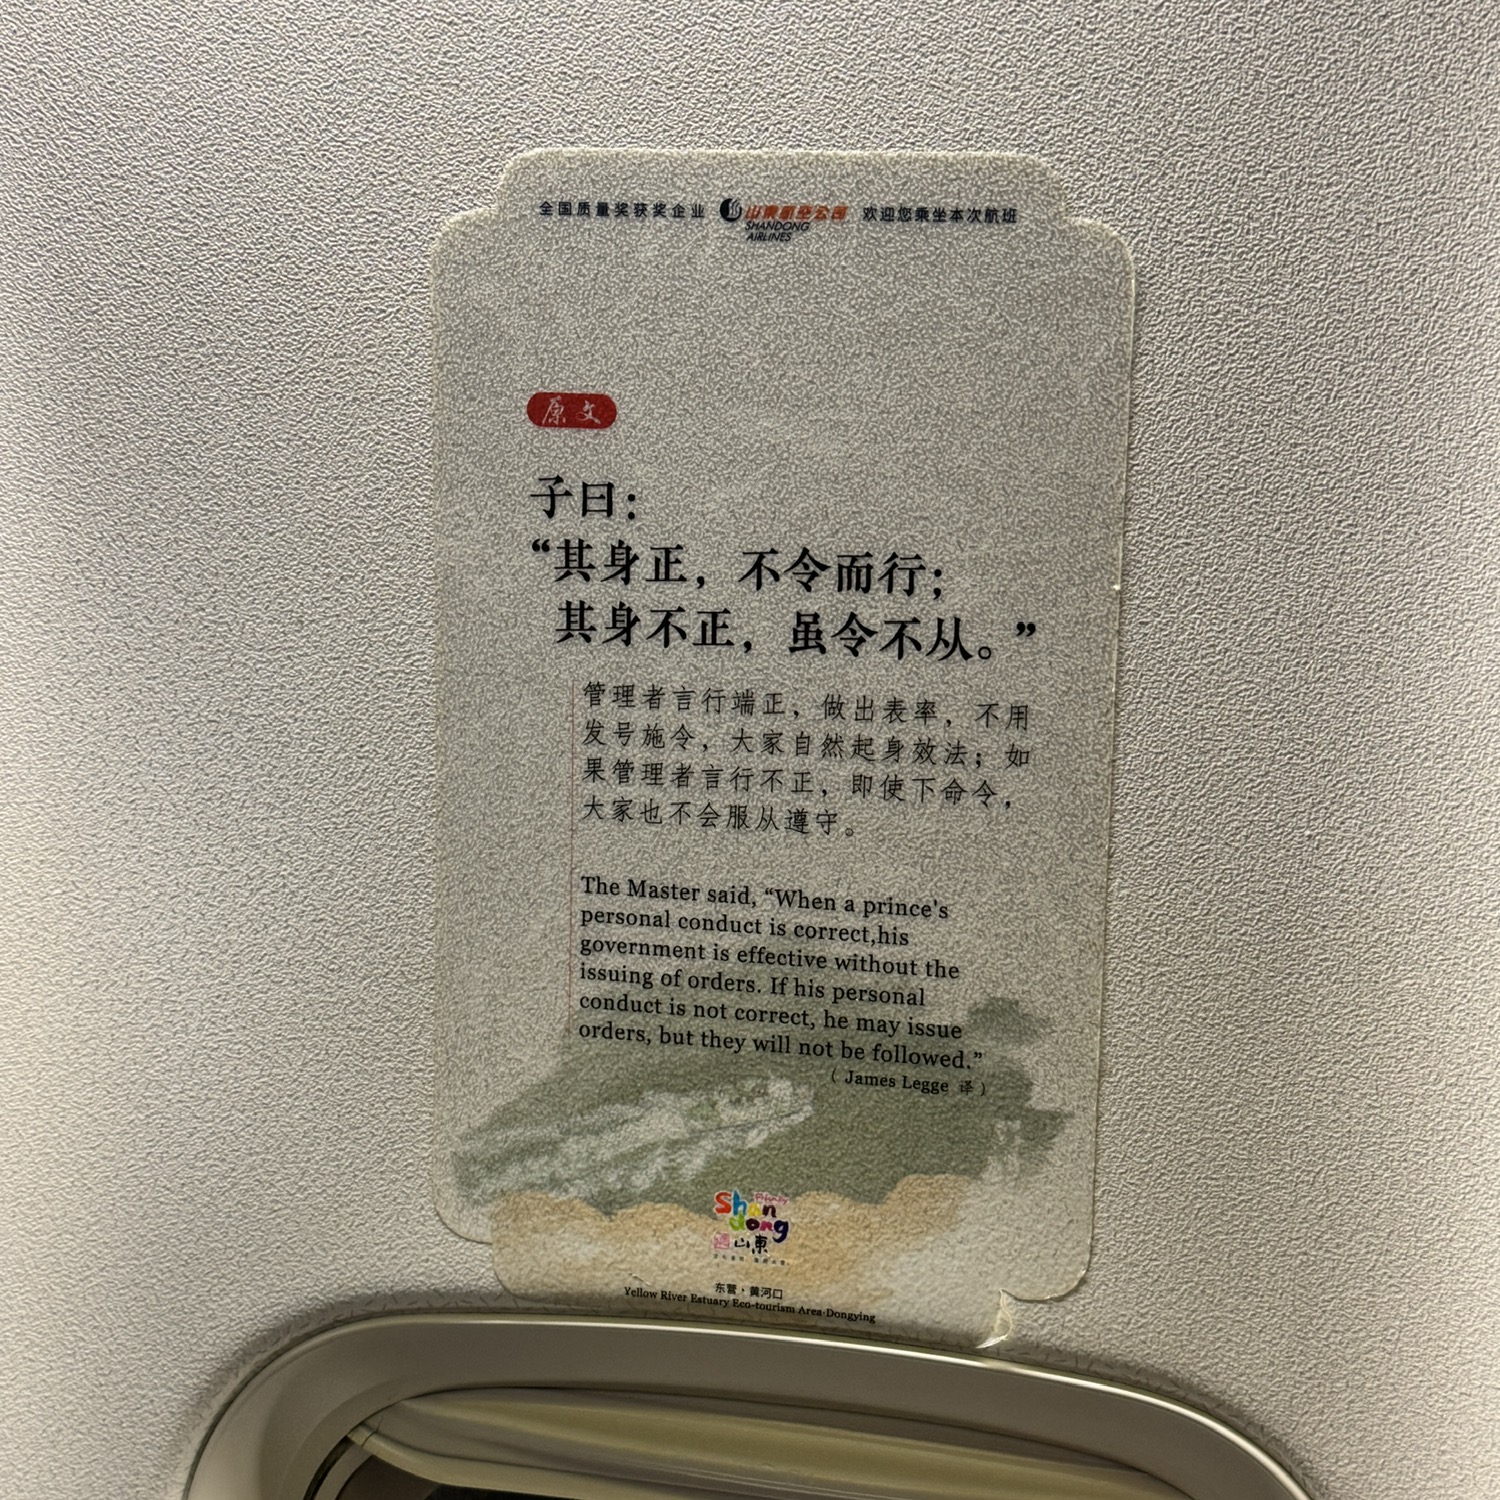 全国质量奖获奖企业 山东航空公司 欢迎您乘坐本次航班
SHANDONG
AIRLINES
原文
子曰：
“其身正，不令而行；
其身不正，虽令不从。”
管理者言行端正，做出表率，不用
发号施令，大家自然起身效法；如
果管理者言行不正，即使下命令，
大家也不会服从遵守。
The Master said, “When a prince's
personal conduct is correct,his
government is effective without the
issuing of orders. If his personal
conduct is not correct, he may issue
orders, but they will not be followed.”
（ James Legge 译 ）
Friendly
Shan
dong
山東
东营·黄河口
Yellow River Estuary Eco-tourism Area·Dongying